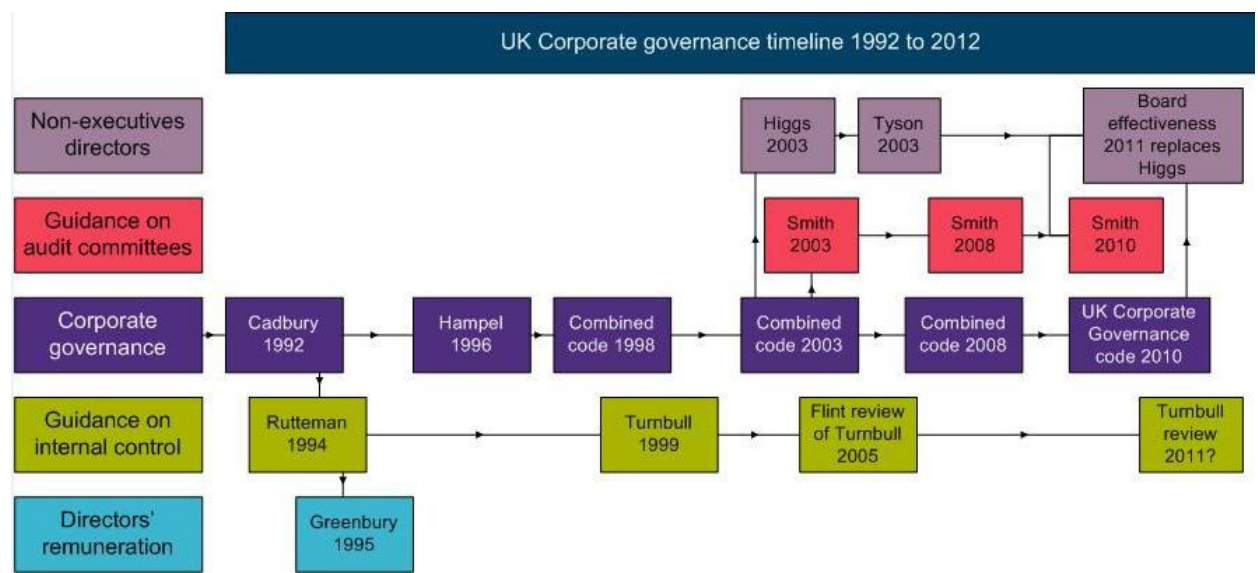 UK Corporate governance timeline 1992 to 2012
Non-executives
directors
Higgs
2003
Tyson
2003
Board
effectiveness
2011 replaces
Higgs
Guidance on
audit committees
Smith
2003
Smith
2008
Smith
2010
Corporate
governance
Cadbury
1992
Hampel
1996
Combined
code 1998
Combined
code 2003
Combined
code 2008
UK Corporate
Governance
code 2010
Guidance on
internal control
Rutteman
1994
Turnbull
1999
Flint review
of Turnbull
2005
Turnbull
review
2011?
Directors'
remuneration
Greenbury
1995